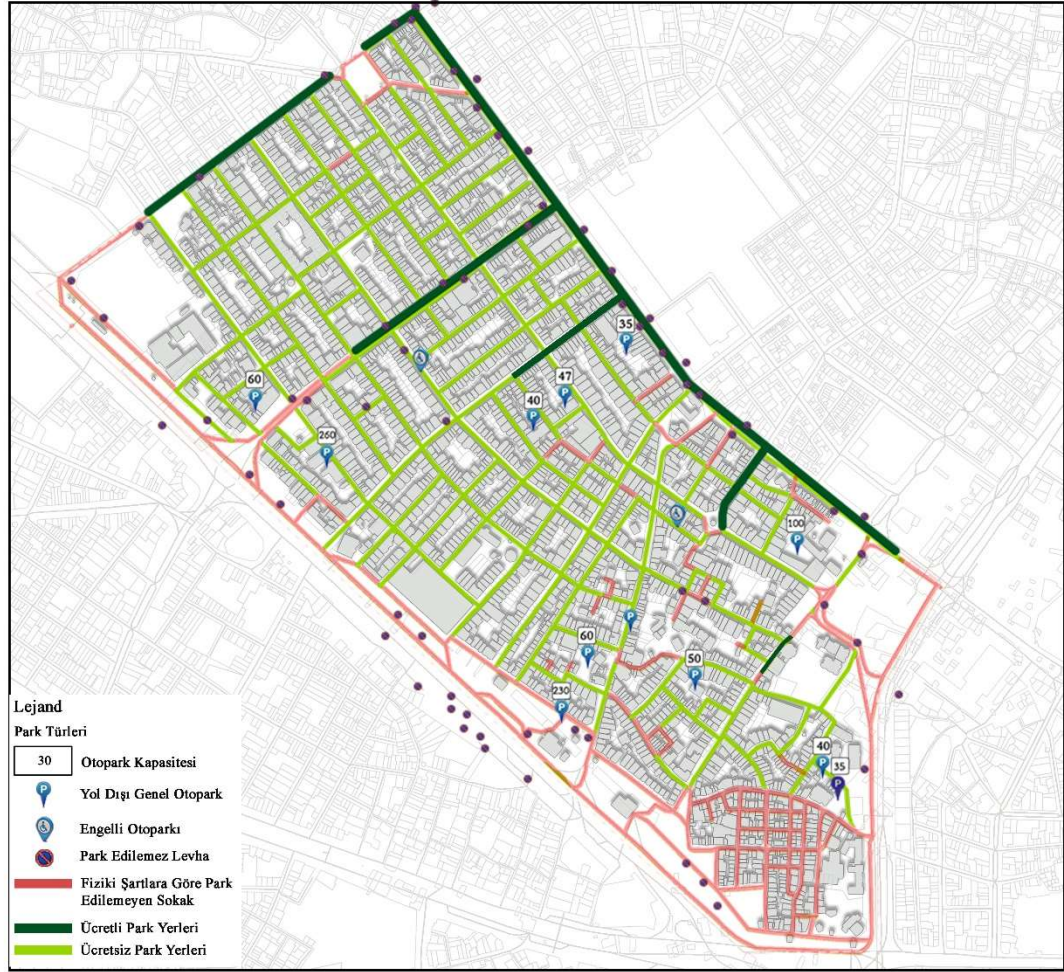 35
47
40
60
260
100
60
50
230
40
35
Lejand
Park Türleri
30 Otopark Kapasitesi
P Yol Dışı Genel Otopark
Engelli Otoparkı
Park Edilemez Levha
Fiziki Şartlara Göre Park
Edilemeyen Sokak
Ücretli Park Yerleri
Ücretsiz Park Yerleri